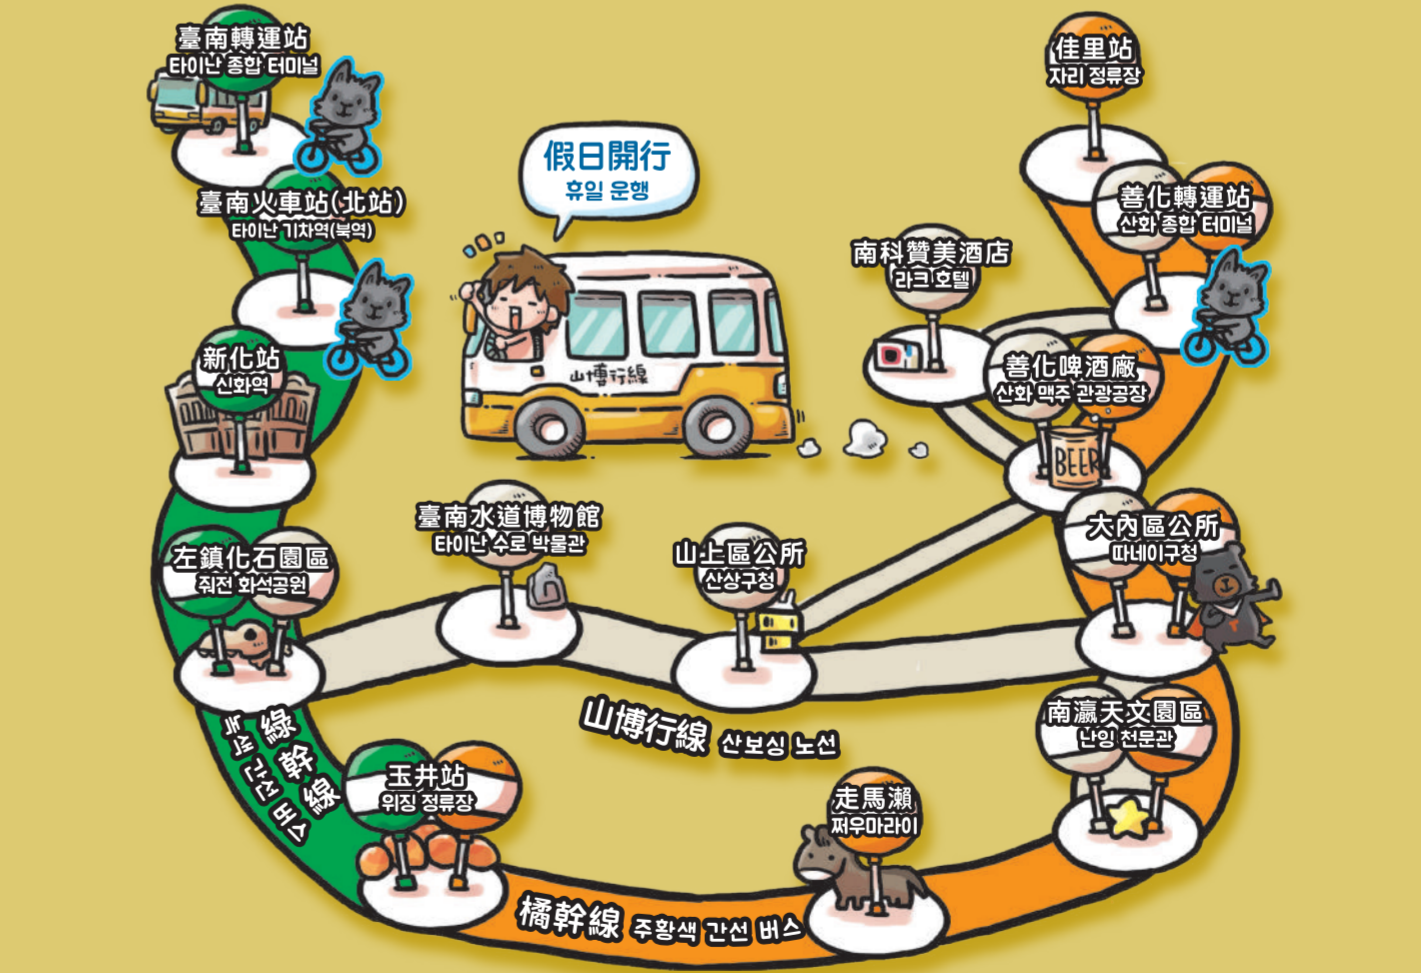 臺南轉運站
타이난 종합 터미널
臺南火車站(北站)
타이난 기차역(북역)
新化站
신화역
左鎮化石園區
줘전 화석공원
綠幹線
녹색 간선 버스
玉井站
위징 정류장
橘幹線 주황색 간선 버스
走馬瀨
쩌우마라이
南瀛天文園區
난잉 천문관
大內區公所
따네이구청
善化啤酒廠
산화 맥주 관광공장
BEER
善化轉運站
산화 종합 터미널
佳里站
자리 정류장
南科贊美酒店
라크 호텔
山上區公所
산상구청
臺南水道博物館
타이난 수로 박물관
山博行線 산보싱 노선
假日開行
휴일 운행
山博行線